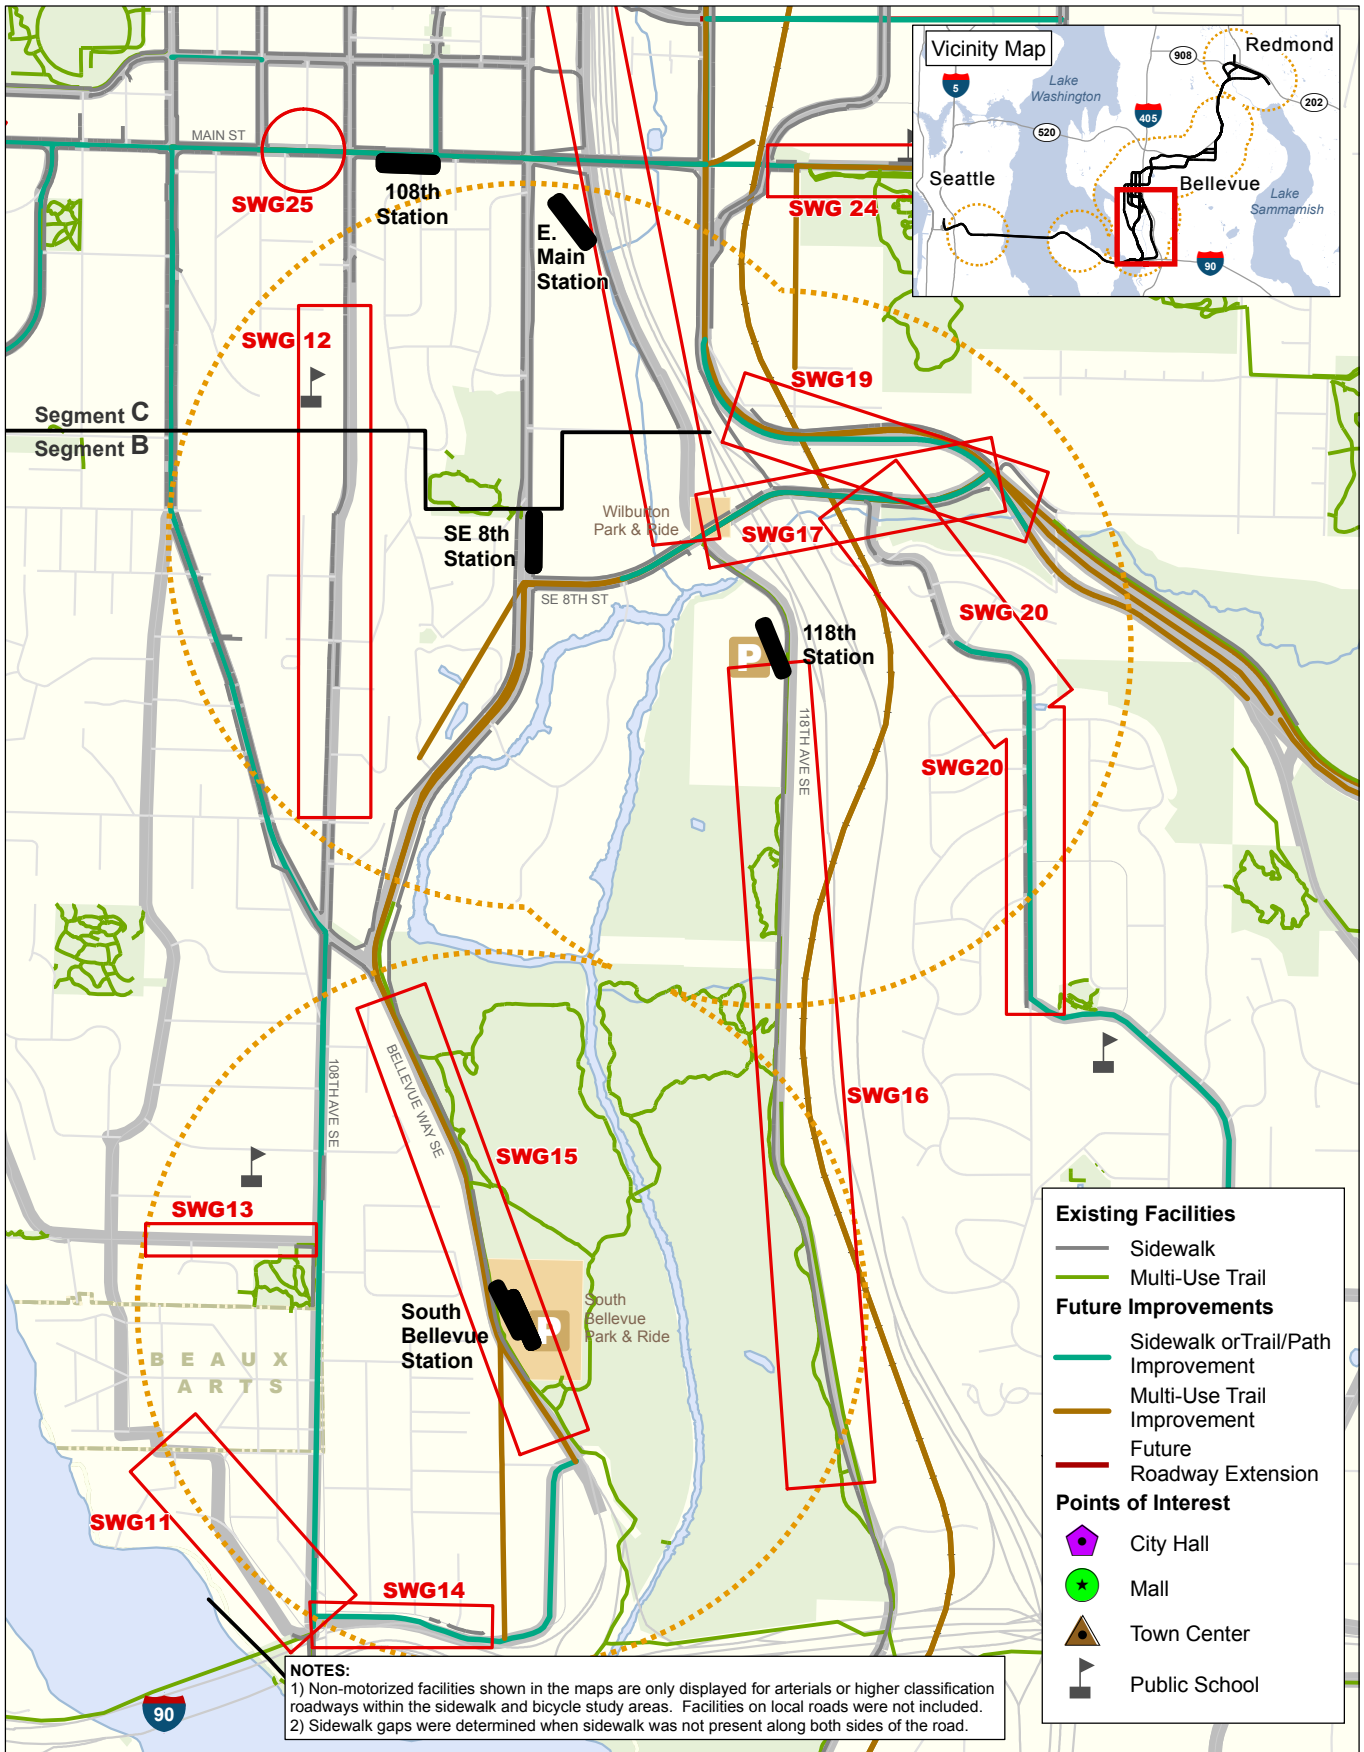 Vicinity Map
Redmond
908
Lake
Washington
5
202
405
520
Seattle
Bellevue
Lake
Sammamish
90
MAIN ST
SWG25
108th
Station
SWG 24
E.
Main
Station
SWG 12
SWG19
Segment C
Segment B
Wilburton
Park & Ride
SWG17
SE 8th
Station
SE 8TH ST
SWG 20
118th
Station
P
118TH AVE SE
SWG20
108TH AVE SE
BELLEVUE WAY SE
SWG16
SWG15
SWG13
South
Bellevue
Station
P
South
Bellevue
Park & Ride
BEAUX
ARTS
SWG11
SWG14
90
Existing Facilities
Sidewalk
Multi-Use Trail
Future Improvements
Sidewalk orTrail/Path
Improvement
Multi-Use Trail
Improvement
Future
Roadway Extension
Points of Interest
City Hall
Mall
Town Center
Public School
NOTES:
1) Non-motorized facilities shown in the maps are only displayed for arterials or higher classification
roadways within the sidewalk and bicycle study areas. Facilities on local roads were not included.
2) Sidewalk gaps were determined when sidewalk was not present along both sides of the road.